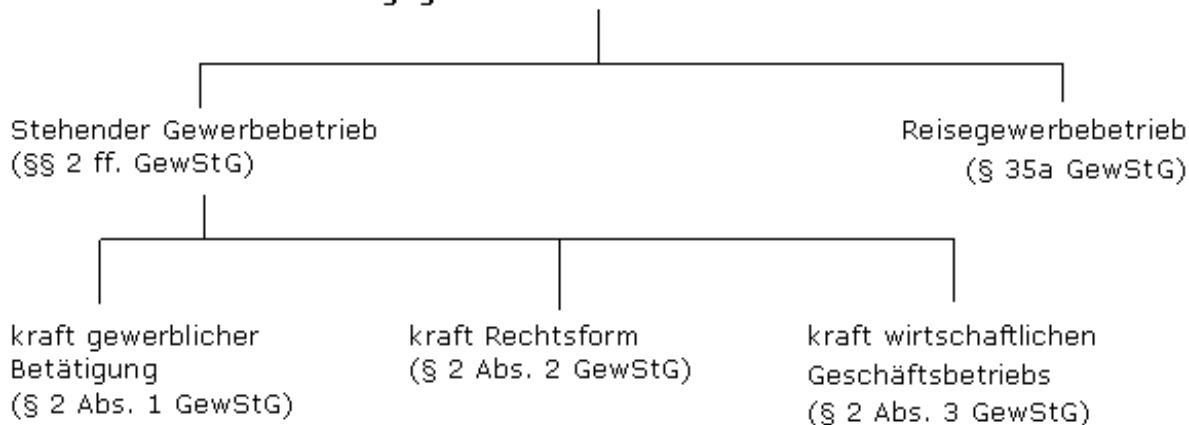 Stehender Gewerbebetrieb
(§§ 2 ff. GewStG)
Reisegewerbebetrieb
(§ 35a GewStG)
kraft gewerblicher
Betätigung
(§ 2 Abs. 1 GewStG)
kraft Rechtsform
(§ 2 Abs. 2 GewStG)
kraft wirtschaftlichen
Geschäftsbetriebs
(§ 2 Abs. 3 GewStG)